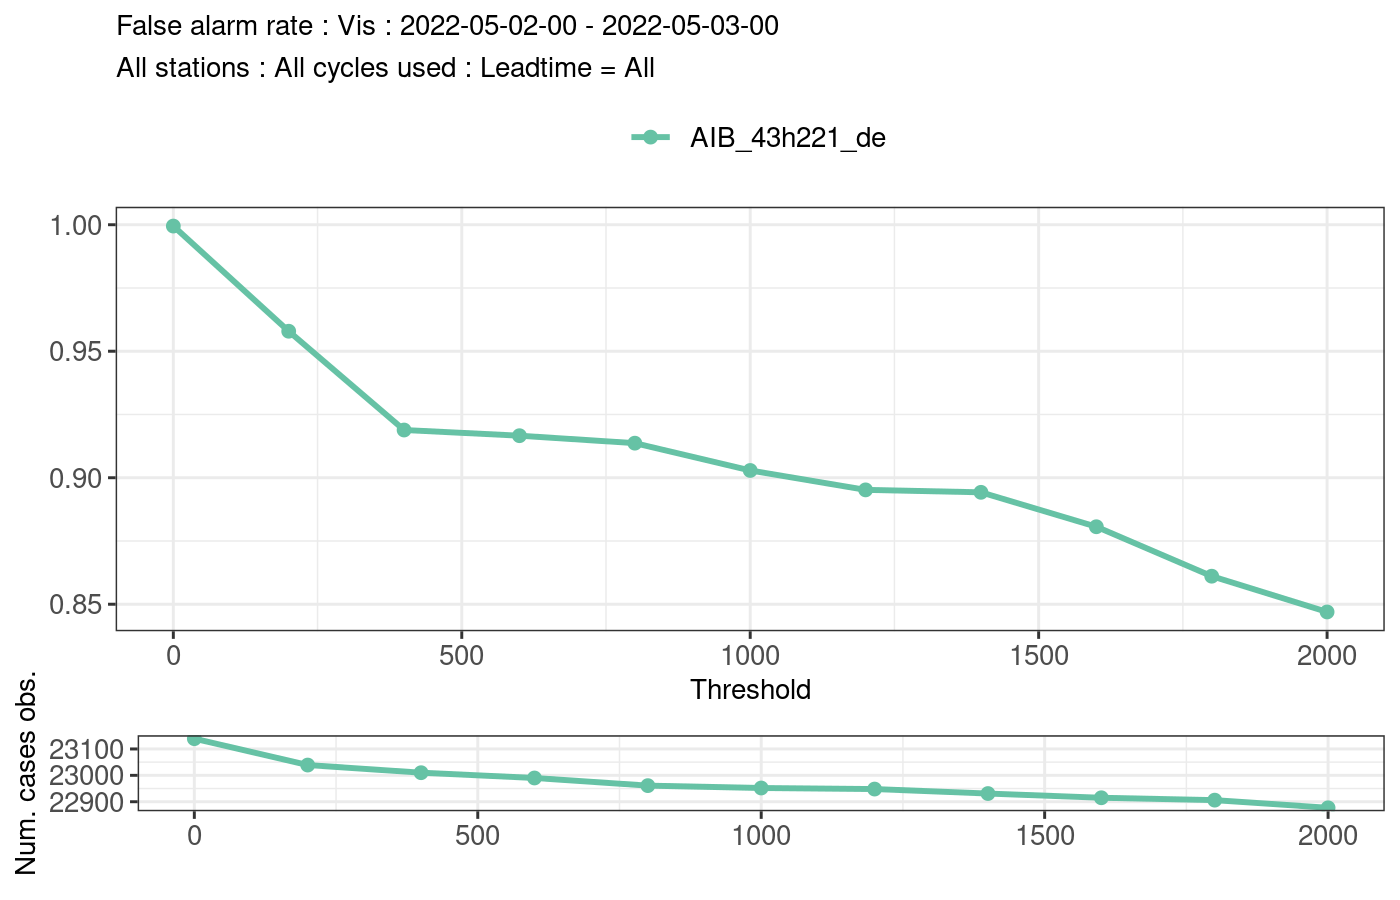 False alarm rate : Vis : 2022-05-02-00 - 2022-05-03-00
All stations : All cycles used : Leadtime = All
AIB_43h221_de
1.00
0.95
0.90
0.85
0 500 1000 1500 2000
Threshold
Num. cases obs.
23100
23000
22900
0 500 1000 1500 2000